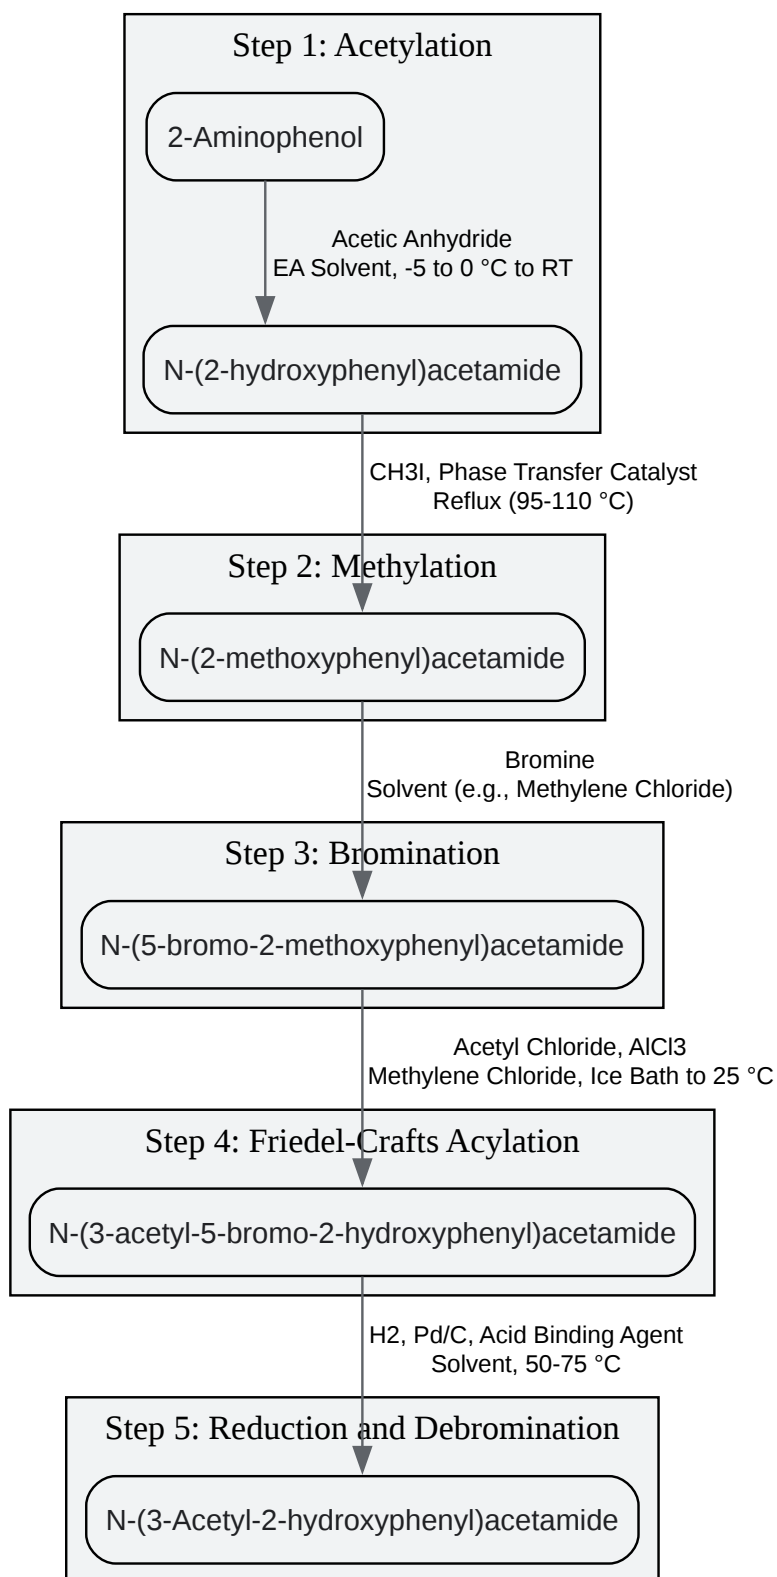 Step 1: Acetylation
2-Aminophenol
Acetic Anhydride
EA Solvent, -5 to 0 °C to RT
N-(2-hydroxyphenyl)acetamide
CH3I, Phase Transfer Catalyst
Reflux (95-110 °C)
Step 2: Methylation
N-(2-methoxyphenyl)acetamide
Bromine
Solvent (e.g., Methylene Chloride)
Step 3: Bromination
N-(5-bromo-2-methoxyphenyl)acetamide
Acetyl Chloride, AlCl3
Methylene Chloride, Ice Bath to 25 °C
Step 4: Friedel-Crafts Acylation
N-(3-acetyl-5-bromo-2-hydroxyphenyl)acetamide
H2, Pd/C, Acid Binding Agent
Solvent, 50-75 °C
Step 5: Reduction and Debromination
N-(3-Acetyl-2-hydroxyphenyl)acetamide